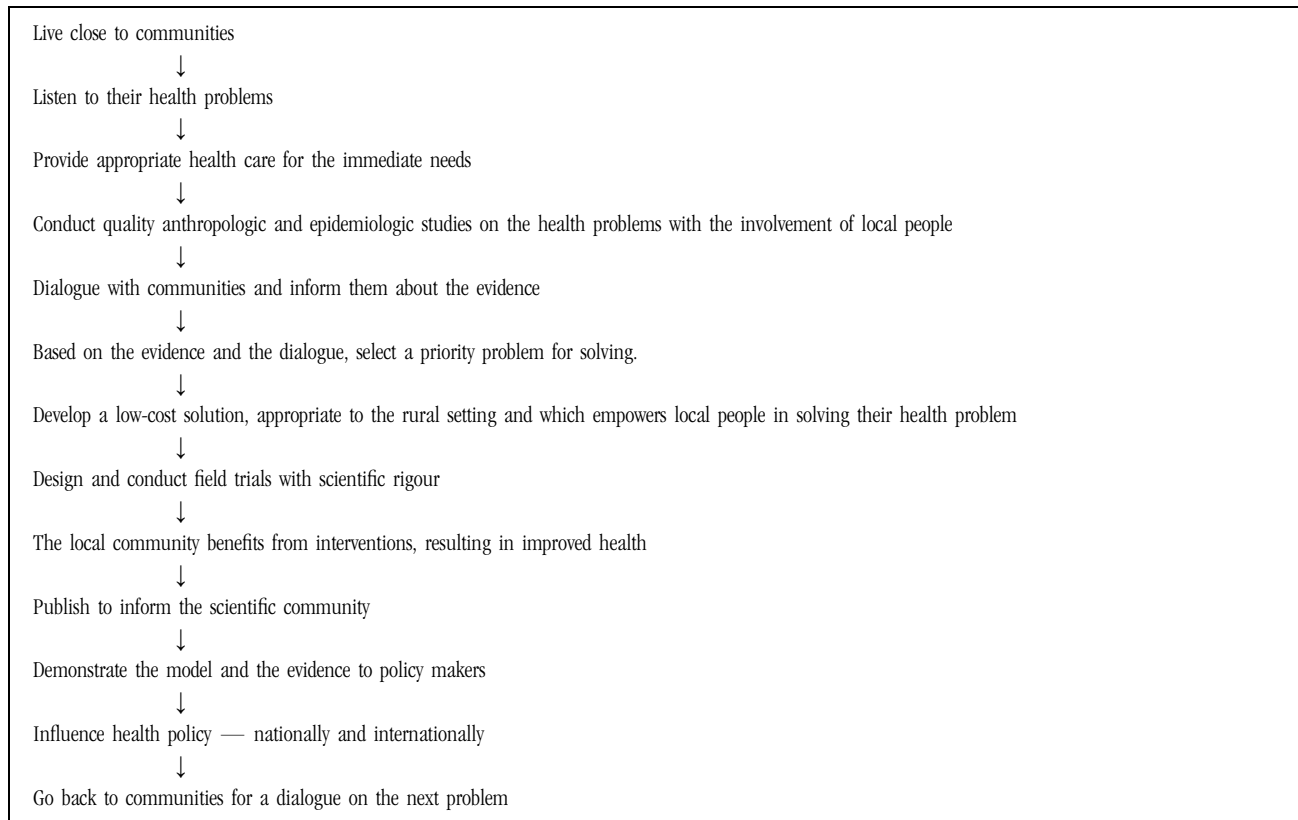 Live close to communities
↓
Listen to their health problems
↓
Provide appropriate health care for the immediate needs
↓
Conduct quality anthropologic and epidemiologic studies on the health problems with the involvement of local people
↓
Dialogue with communities and inform them about the evidence
↓
Based on the evidence and the dialogue, select a priority problem for solving.
↓
Develop a low-cost solution, appropriate to the rural setting and which empowers local people in solving their health problem
↓
Design and conduct field trials with scientific rigour
↓
The local community benefits from interventions, resulting in improved health
↓
Publish to inform the scientific community
↓
Demonstrate the model and the evidence to policy makers
↓
Influence health policy — nationally and internationally
↓
Go back to communities for a dialogue on the next problem